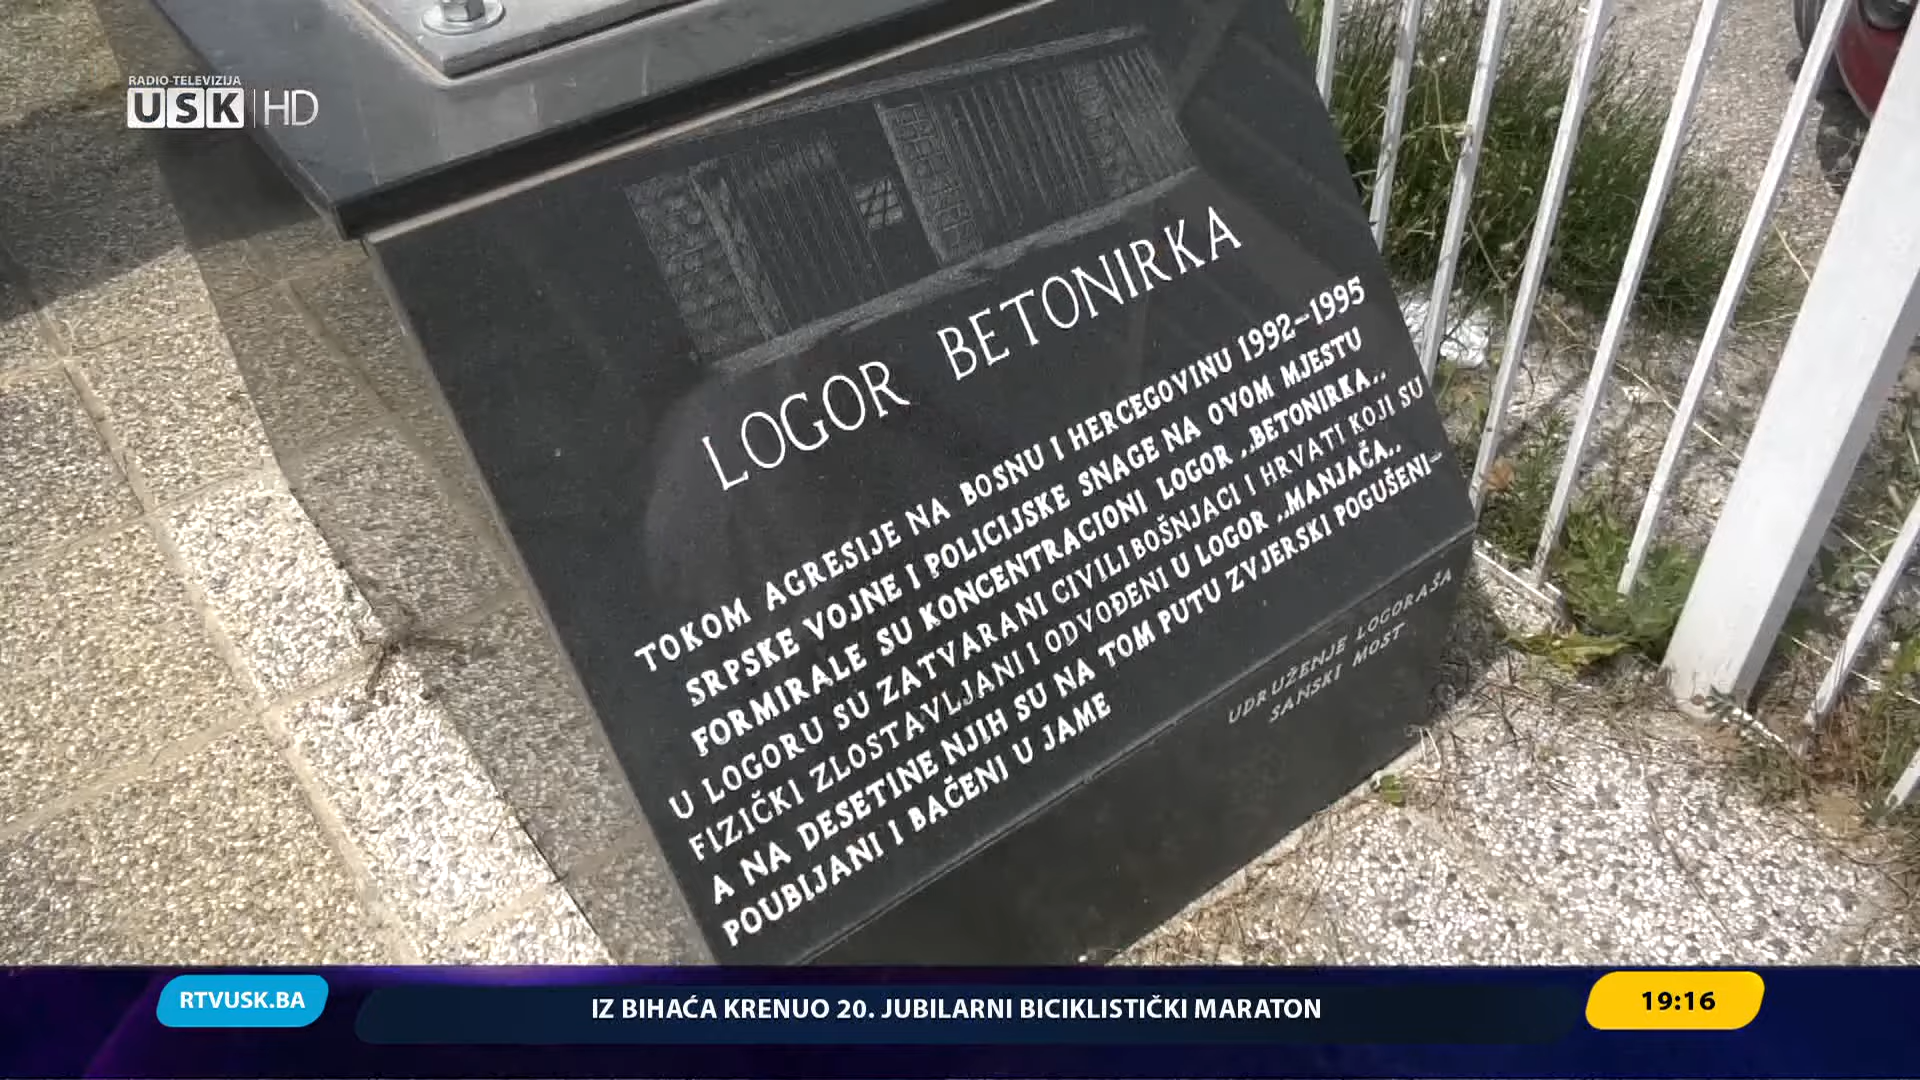 RADIO-TELEVIZIJA
USK HD
LOGOR BETONIRKA
TOKOM AGRESIJE NA BOSNU I HERCEGOVINU 1992-1995
SRPSKE VOJNE I POLICIJSKE SNAGE NA OVOM MJESTU
FORMIRALE SU KONCENTRACIONI LOGOR ,,BETONIRKA,,
U LOGORU SU ZATVARANI CIVILI BOŠNJACI I HRVATI KOJI SU
FIZIČKI ZLOSTAVLJANI I ODVOĐENI U LOGOR ,,MANJAČA,,
A NA DESETINE NJIH SU NA TOM PUTU ZVJERSKI POGUŠENI-
POUBIJANI I BAČENI U JAME
UDRUŽENJE LOGORAŠA
SANSKI MOST
RTVUSK.BA
IZ BIHAĆA KRENUO 20. JUBILARNI BICIKLISTIČKI MARATON
19:16